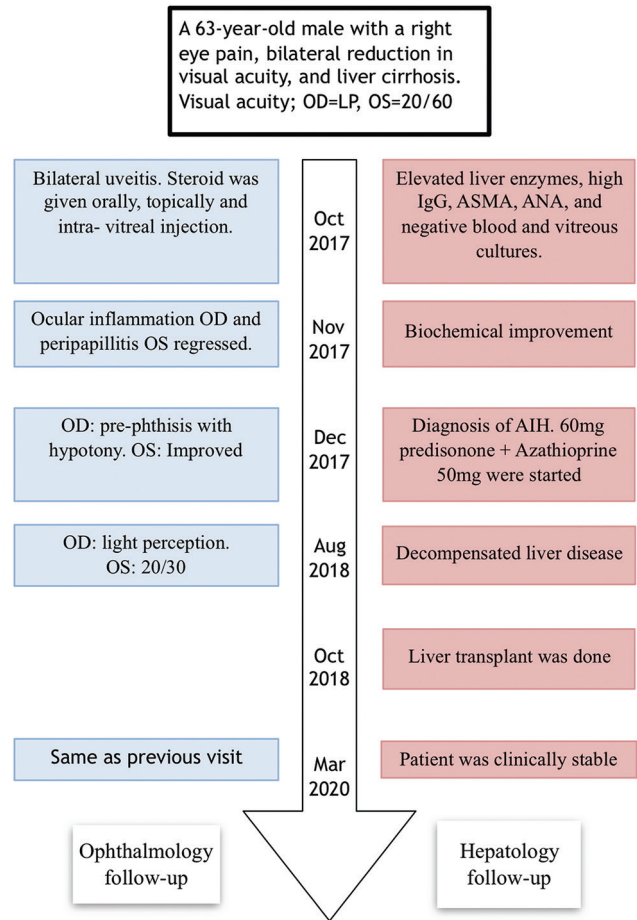 A 63-year-old male with a right
eye pain, bilateral reduction in
visual acuity, and liver cirrhosis.
Visual acuity; OD=LP, OS=20/60
Bilateral uveitis. Steroid was
given orally, topically and
intra- vitreal injection.
Oct
2017
Elevated liver enzymes, high
IgG, ASMA, ANA, and
negative blood and vitreous
cultures.
Ocular inflammation OD and
peripapillitis OS regressed.
Nov
2017
Biochemical improvement
OD: pre-phthisis with
hypotony. OS: Improved
Dec
2017
Diagnosis of AIH. 60mg
predisonone + Azathioprine
50mg were started
OD: light perception.
OS: 20/30
Aug
2018
Decompensated liver disease
Oct
2018
Liver transplant was done
Same as previous visit
Mar
2020
Patient was clinically stable
Ophthalmology
follow-up
Hepatology
follow-up